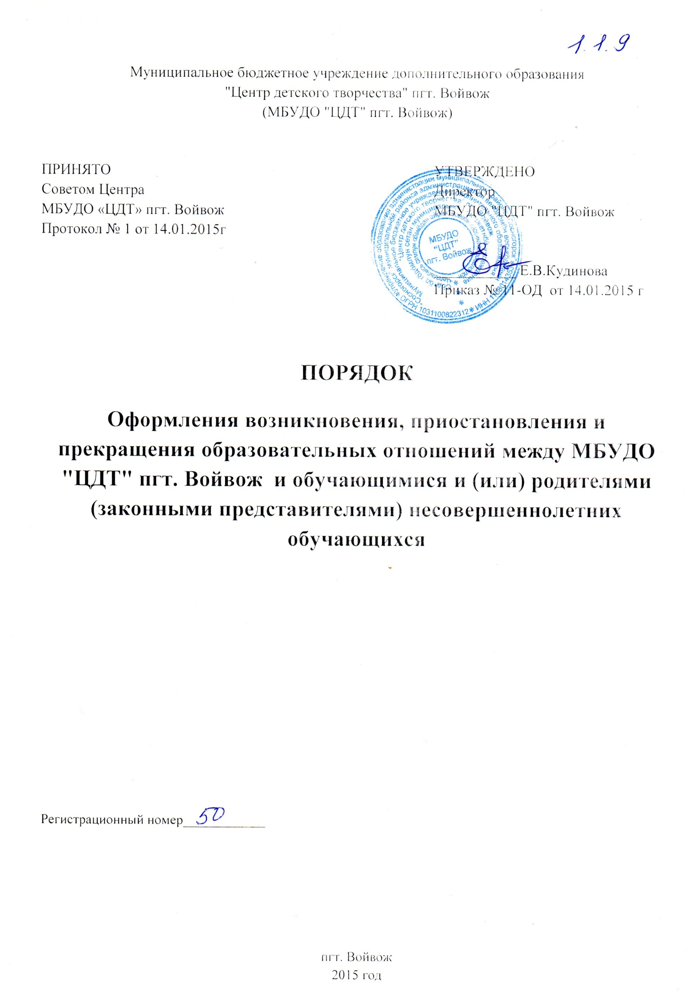 1.1.9
Муниципальное бюджетное учреждение дополнительного образования
"Центр детского творчества" пгт. Войвож
(МБУДО "ЦДТ" пгт. Войвож)
ПРИНЯТО
Советом Центра
МБУДО «ЦДТ» пгт. Войвож
Протокол № 1 от 14.01.2015г
УТВЕРЖДЕНО
Директор
МБУДО "ЦДТ" пгт. Войвож
Е.В.Кудинова
Приказ № 11-ОД от 14.01.2015 г
МБУДО
"ЦДТ"
пгт. Войвож
ОГРН 1031100822312
ПОРЯДОК
Оформления возникновения, приостановления и
прекращения образовательных отношений между МБУДО
"ЦДТ" пгт. Войвож и обучающимися и (или) родителями
(законными представителями) несовершеннолетних
обучающихся
Регистрационный номер 50
пгт. Войвож
2015 год